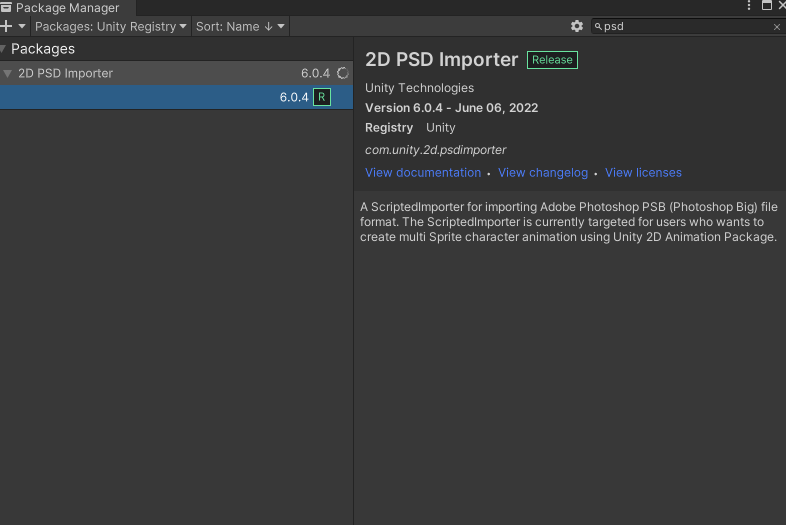 Package Manager
Packages: Unity Registry Sort: Name ↓ psd
Packages
2D PSD Importer 6.0.4
6.0.4 R
2D PSD Importer Release
Unity Technologies
Version 6.0.4 - June 06, 2022
Registry Unity
com.unity.2d.psdimporter
View documentation • View changelog • View licenses
A ScriptedImporter for importing Adobe Photoshop PSB (Photoshop Big) file
format. The ScriptedImporter is currently targeted for users who wants to
create multi Sprite character animation using Unity 2D Animation Package.